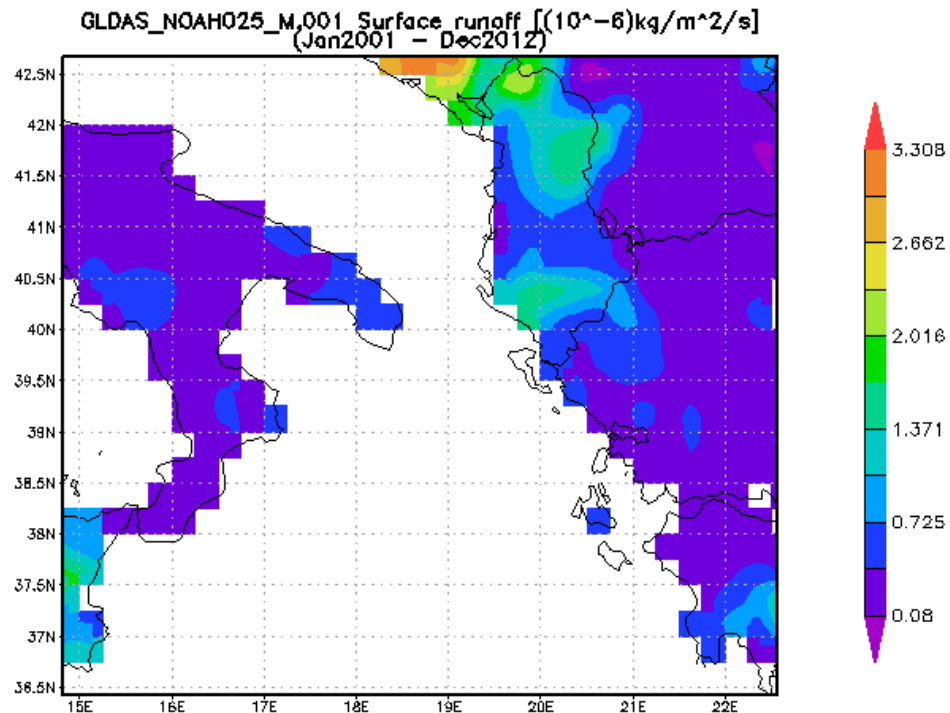 GLDAS_NOAH025_M.001 Surface runoff [(10^-6)kg/m^2/s]
(Jan2001 - Dec2012)
42.5N
42N
41.5N
41N
40.5N
40N
39.5N
39N
38.5N
38N
37.5N
37N
36.5N
15E 16E 17E 18E 19E 20E 21E 22E
3.308
2.662
2.016
1.371
0.725
0.08